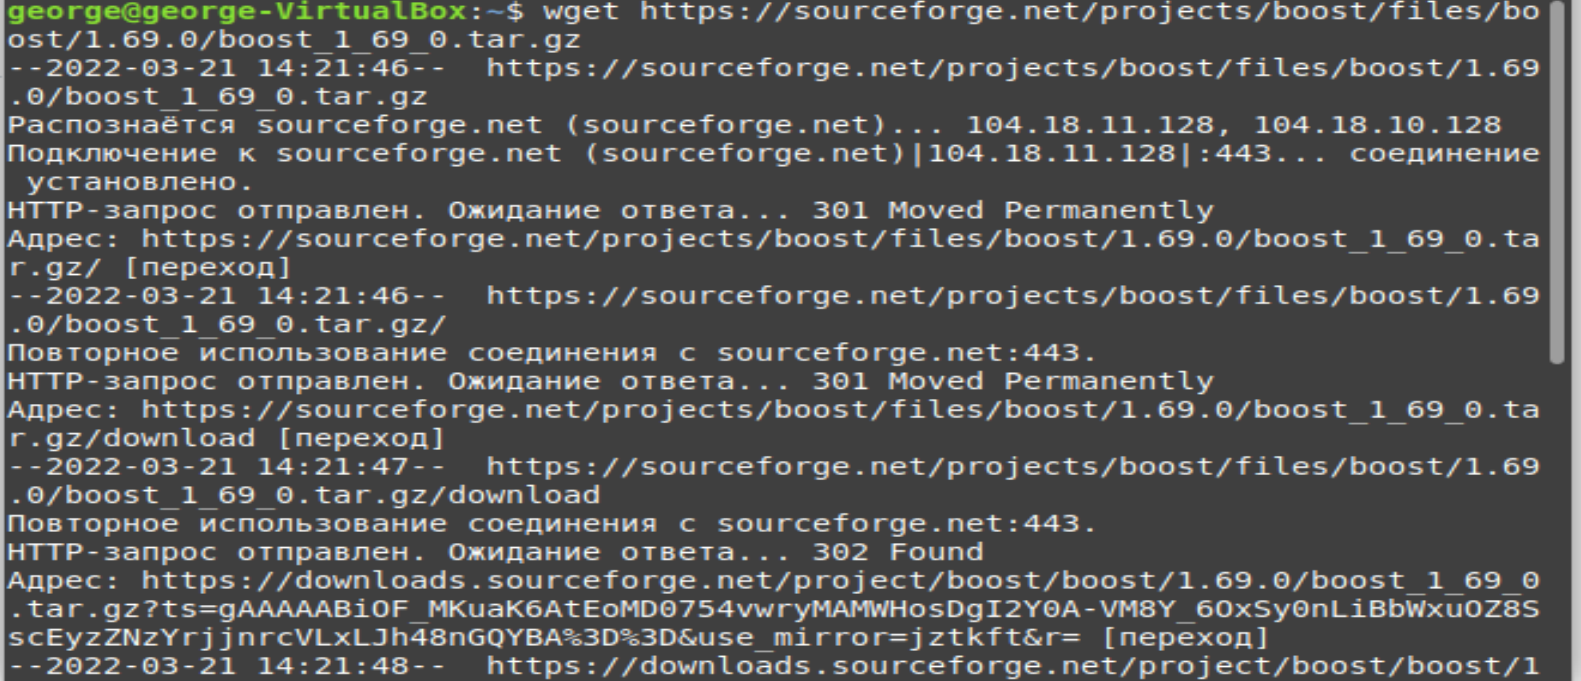 george@george-VirtualBox:~$ wget https://sourceforge.net/projects/boost/files/bo
ost/1.69.0/boost_1_69_0.tar.gz
--2022-03-21 14:21:46--  https://sourceforge.net/projects/boost/files/boost/1.69
.0/boost_1_69_0.tar.gz
Распознаётся sourceforge.net (sourceforge.net)... 104.18.11.128, 104.18.10.128
Подключение к sourceforge.net (sourceforge.net)|104.18.11.128|:443... соединение
 установлено.
HTTP-запрос отправлен. Ожидание ответа... 301 Moved Permanently
Адрес: https://sourceforge.net/projects/boost/files/boost/1.69.0/boost_1_69_0.ta
r.gz/ [переход]
--2022-03-21 14:21:46--  https://sourceforge.net/projects/boost/files/boost/1.69
.0/boost_1_69_0.tar.gz/
Повторное использование соединения с sourceforge.net:443.
HTTP-запрос отправлен. Ожидание ответа... 301 Moved Permanently
Адрес: https://sourceforge.net/projects/boost/files/boost/1.69.0/boost_1_69_0.ta
r.gz/download [переход]
--2022-03-21 14:21:47--  https://sourceforge.net/projects/boost/files/boost/1.69
.0/boost_1_69_0.tar.gz/download
Повторное использование соединения с sourceforge.net:443.
HTTP-запрос отправлен. Ожидание ответа... 302 Found
Адрес: https://downloads.sourceforge.net/project/boost/boost/1.69.0/boost_1_69_0
.tar.gz?ts=gAAAAABiOF_MKuaK6AtEoMD0754vwryMAMWHosDgI2Y0A-VM8Y_6OxSy0nLiBbWxuOZ8S
scEyzZNzYrjjnrcVLxLJh48nGQYBA%3D%3D&use_mirror=jztkft&r= [переход]
--2022-03-21 14:21:48--  https://downloads.sourceforge.net/project/boost/boost/1